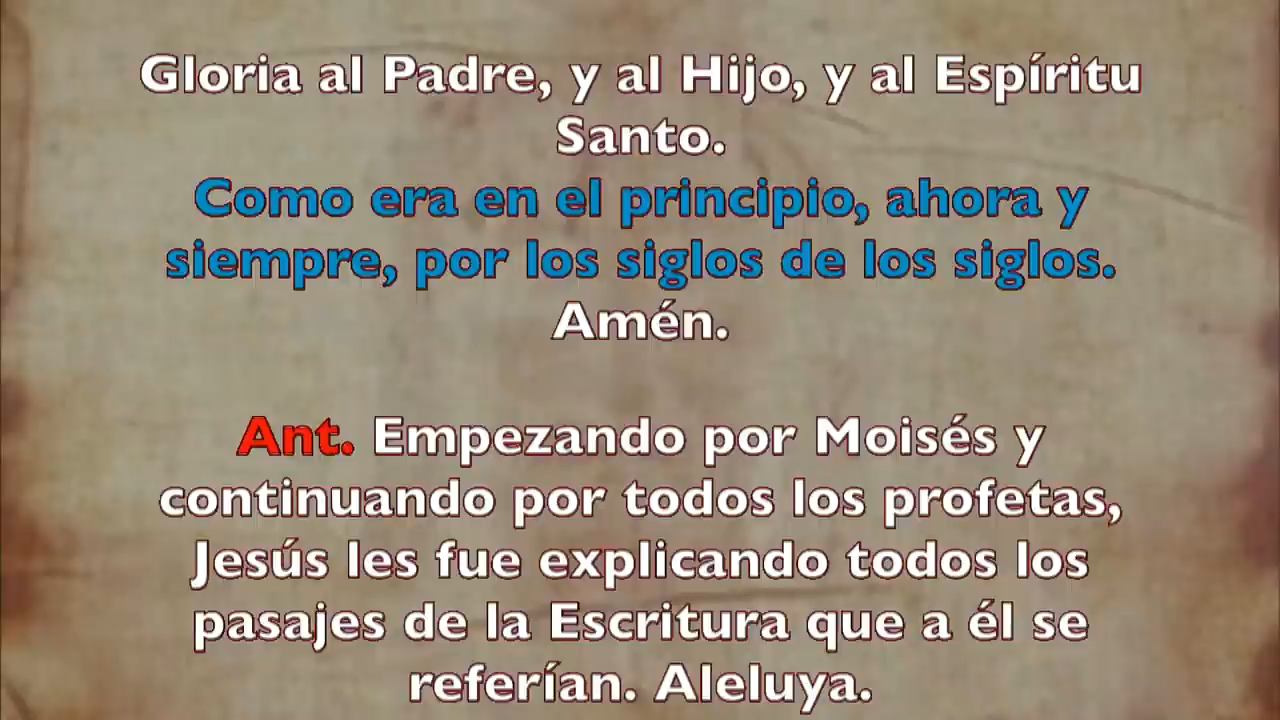 Gloria al Padre, y al Hijo, y al Espíritu
Santo.
Como era en el principio, ahora y
siempre, por los siglos de los siglos.
Amén.
Ant. Empezando por Moisés y
continuando por todos los profetas,
Jesús les fue explicando todos los
pasajes de la Escritura que a él se
referían. Aleluya.